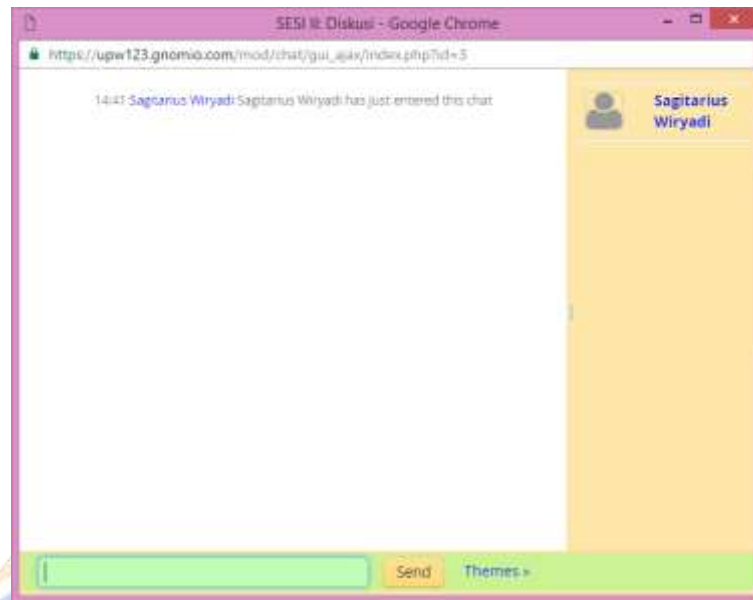 SESI II: Diskusi - Google Chrome
https://upw123.gnomio.com/mod/chat/gui_ajax/index.php?id=3
14:41 Sagitarius Wiryadi Sagitarius Wiryadi has just entered this chat
Sagitarius
Wiryadi
Send Themes »